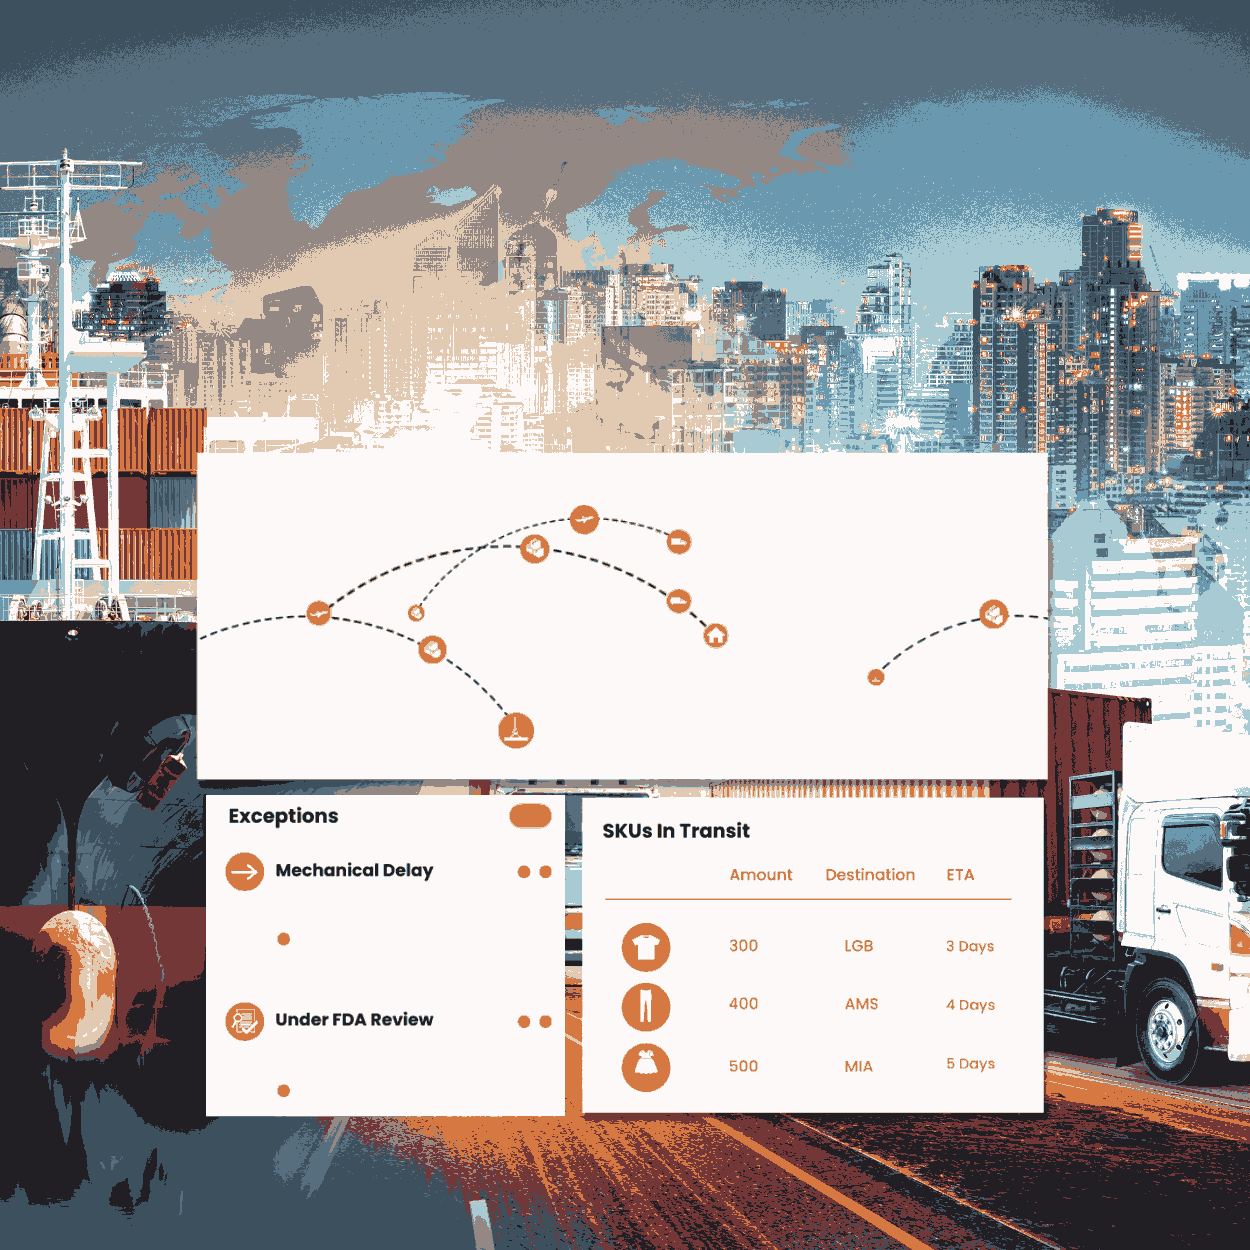 Exceptions
Mechanical Delay
Under FDA Review
SKUs In Transit
Amount Destination ETA
300 LGB 3 Days
400 AMS 4 Days
500 MIA 5 Days